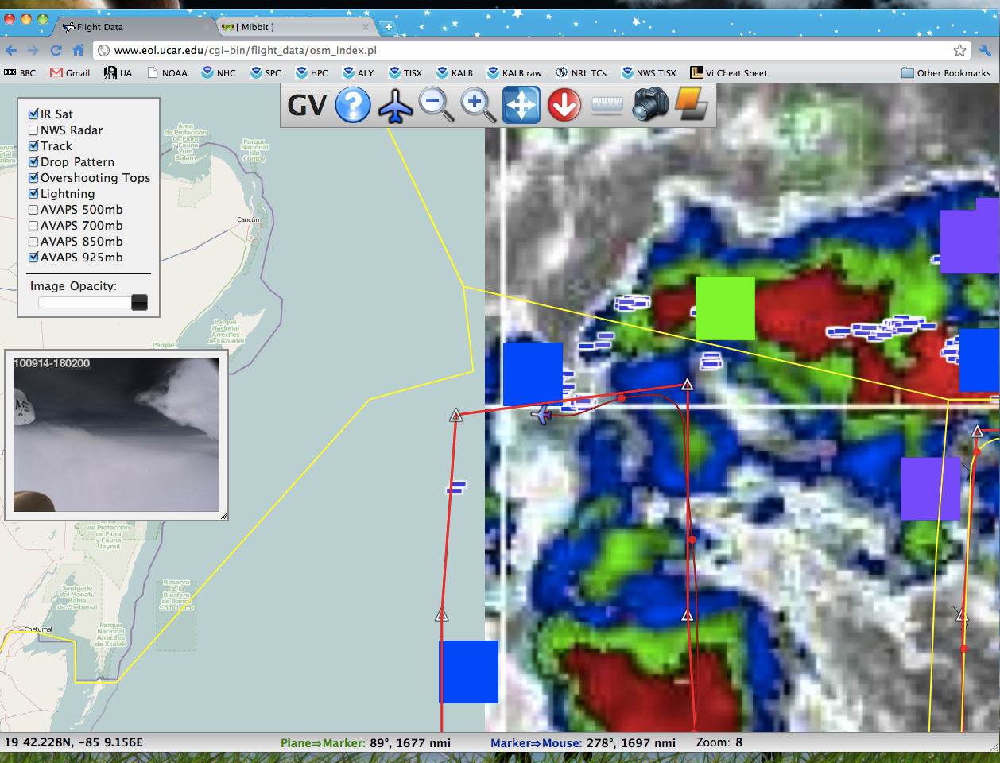 Flight Data
[ Mibbit ]
www.eol.ucar.edu/cgi-bin/flight_data/osm_index.pl
BBC BBC Gmail UA NOAA NHC SPC HPC ALY TISX KALB KALB raw NRL TCs NWS TISX Vi Cheat Sheet Other Bookmarks
GV
IR Sat
NWS Radar
Track
Drop Pattern
Overshooting Tops
Lightning
AVAPS 500mb
AVAPS 700mb
AVAPS 850mb
AVAPS 925mb
Image Opacity:
Área
de Protección
de Flora
y Fauna
Yum
Balam
Parque
Nacional
Isla
Contoy
Cancún
Parque
Nacional
Arrecifes
de Cozumel
Parque
100914-180200
de Protección
de Flora
y Fauna
Uaymil
Santuario
del Manatí,
Bahía
de Chetumal
Reserva
de la
Biosfera
de Banco
Chinchorro
Chetumal
Parque
Nacional
Arrecifes
de Xcalak
19 42.228N, -85 9.156E
Plane⇒Marker: 89°, 1677 nmi
Marker⇒Mouse: 278°, 1697 nmi
Zoom: 8